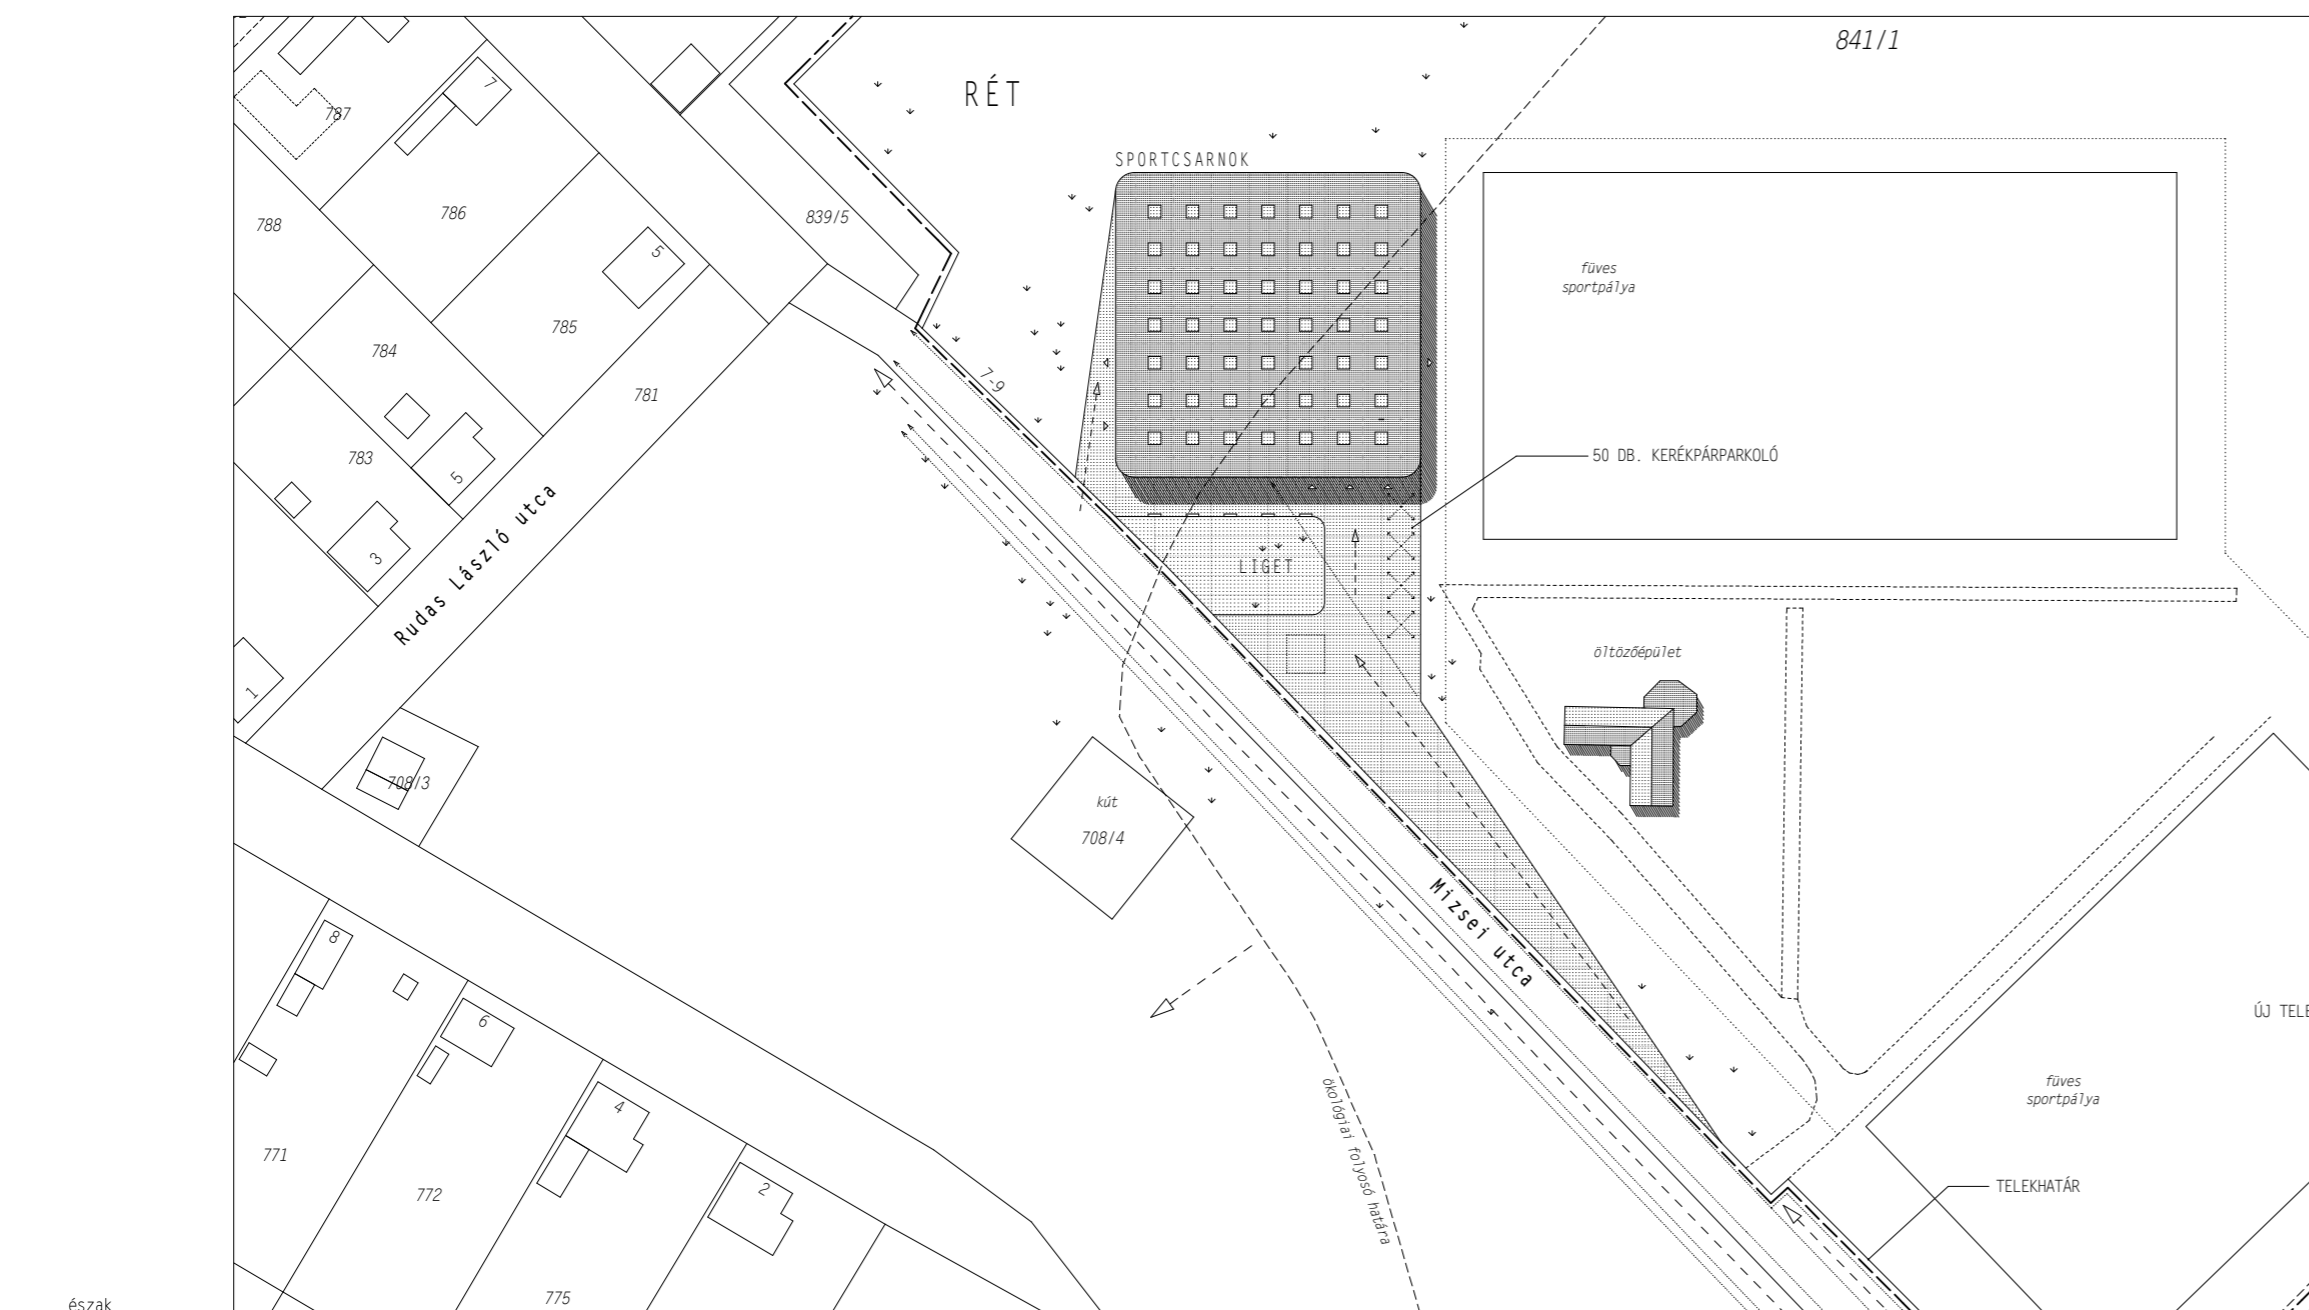 841/1
RÉT
7
787
SPORTCSARNOK
786
839/5
788
5
füves
sportpálya
785
784
7-9
781
50 DB. KERÉKPÁRPARKOLÓ
783
5
Rudas László utca
3
LIGET
öltözőépület
1
708/3
kút
708/4
Mizsei utca
8
6
ÚJ TELE
4
füves
sportpálya
ökológiai folyosó határa
771
2
TELEKHATÁR
772
775
észak